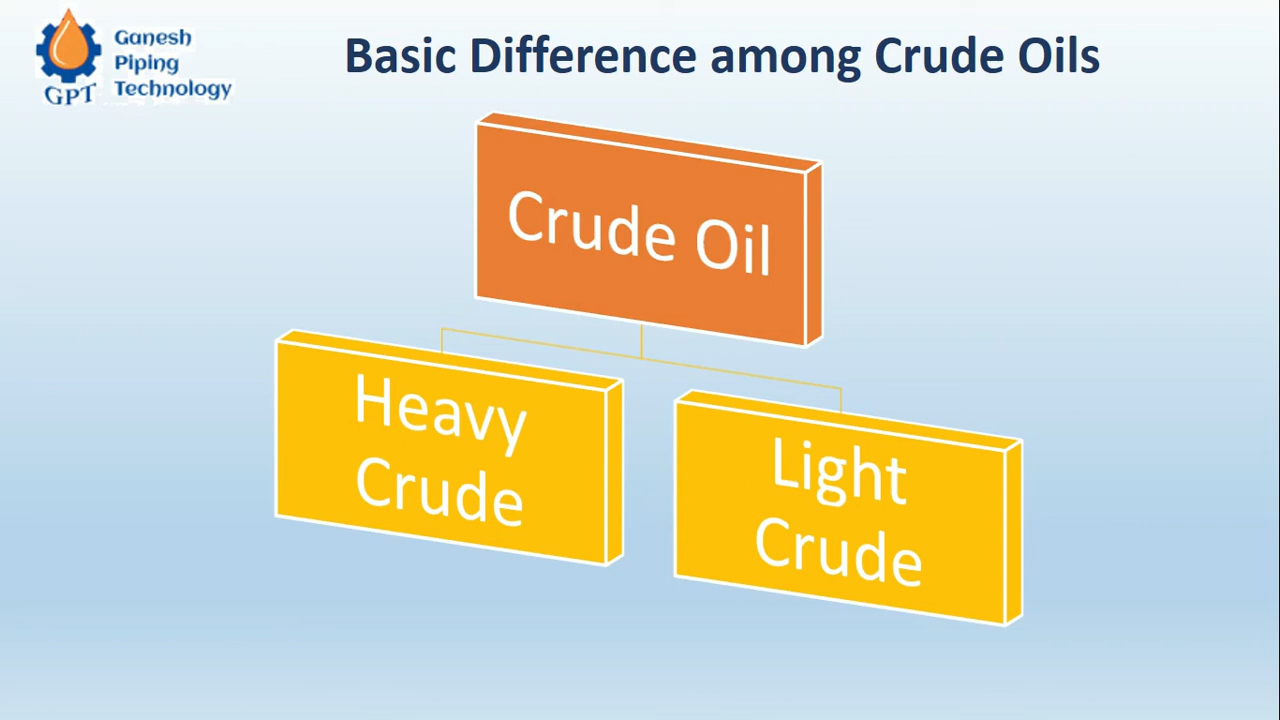 Ganesh
Piping
Technology
GPT
Basic Difference among Crude Oils
Crude Oil
Heavy
Crude
Light
Crude